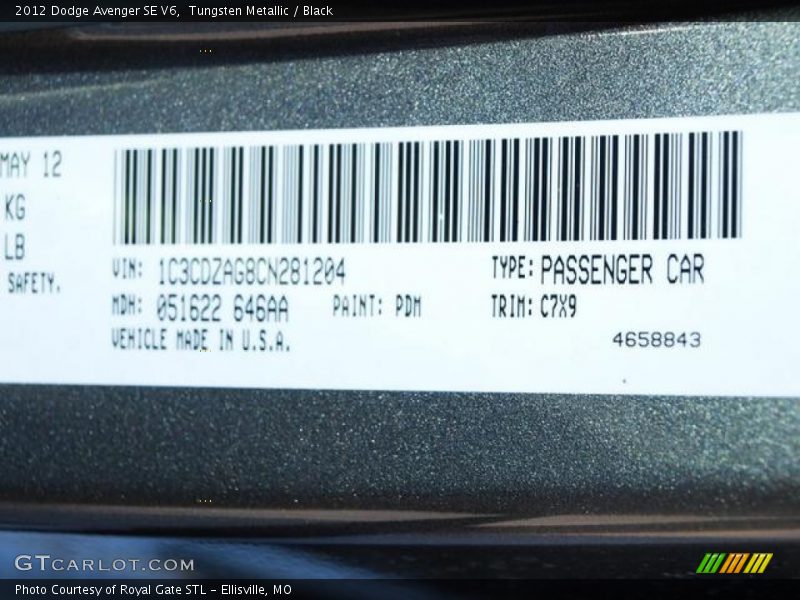 2012 Dodge Avenger SE V6, Tungsten Metallic / Black
MAY 12
KG
LB
SAFETY.
VIN: 1C3CDZAG8CN281204
TYPE: PASSENGER CAR
MDH: 051622 646AA
PAINT: PDM
TRIM: C7X9
VEHICLE MADE IN U.S.A.
4658843
GTCARLOT.COM
Photo Courtesy of Royal Gate STL - Ellisville, MO